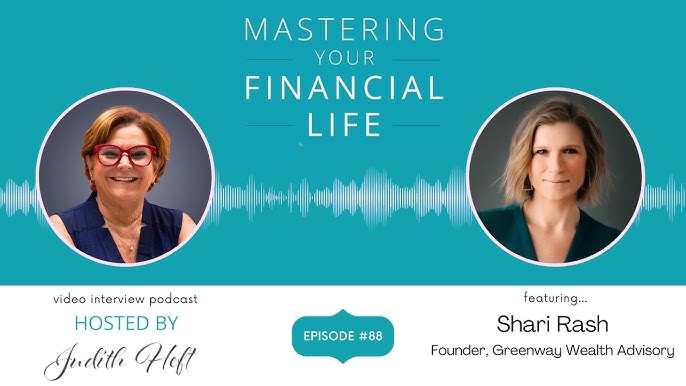 MASTERING
YOUR
FINANCIAL
LIFE
video interview podcast
HOSTED BY
Judith Heft
EPISODE #88
featuring...
Shari Rash
Founder, Greenway Wealth Advisory